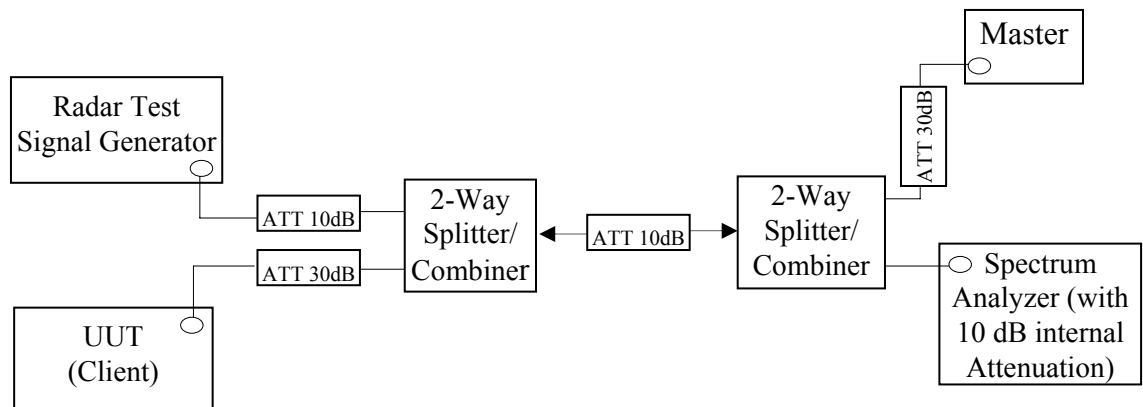 Radar Test
Signal Generator
ATT 10dB
ATT 30dB
UUT
(Client)
2-Way
Splitter/
Combiner
ATT 10dB
2-Way
Splitter/
Combiner
ATT 30dB
Master
Spectrum
Analyzer (with
10 dB internal
Attenuation)